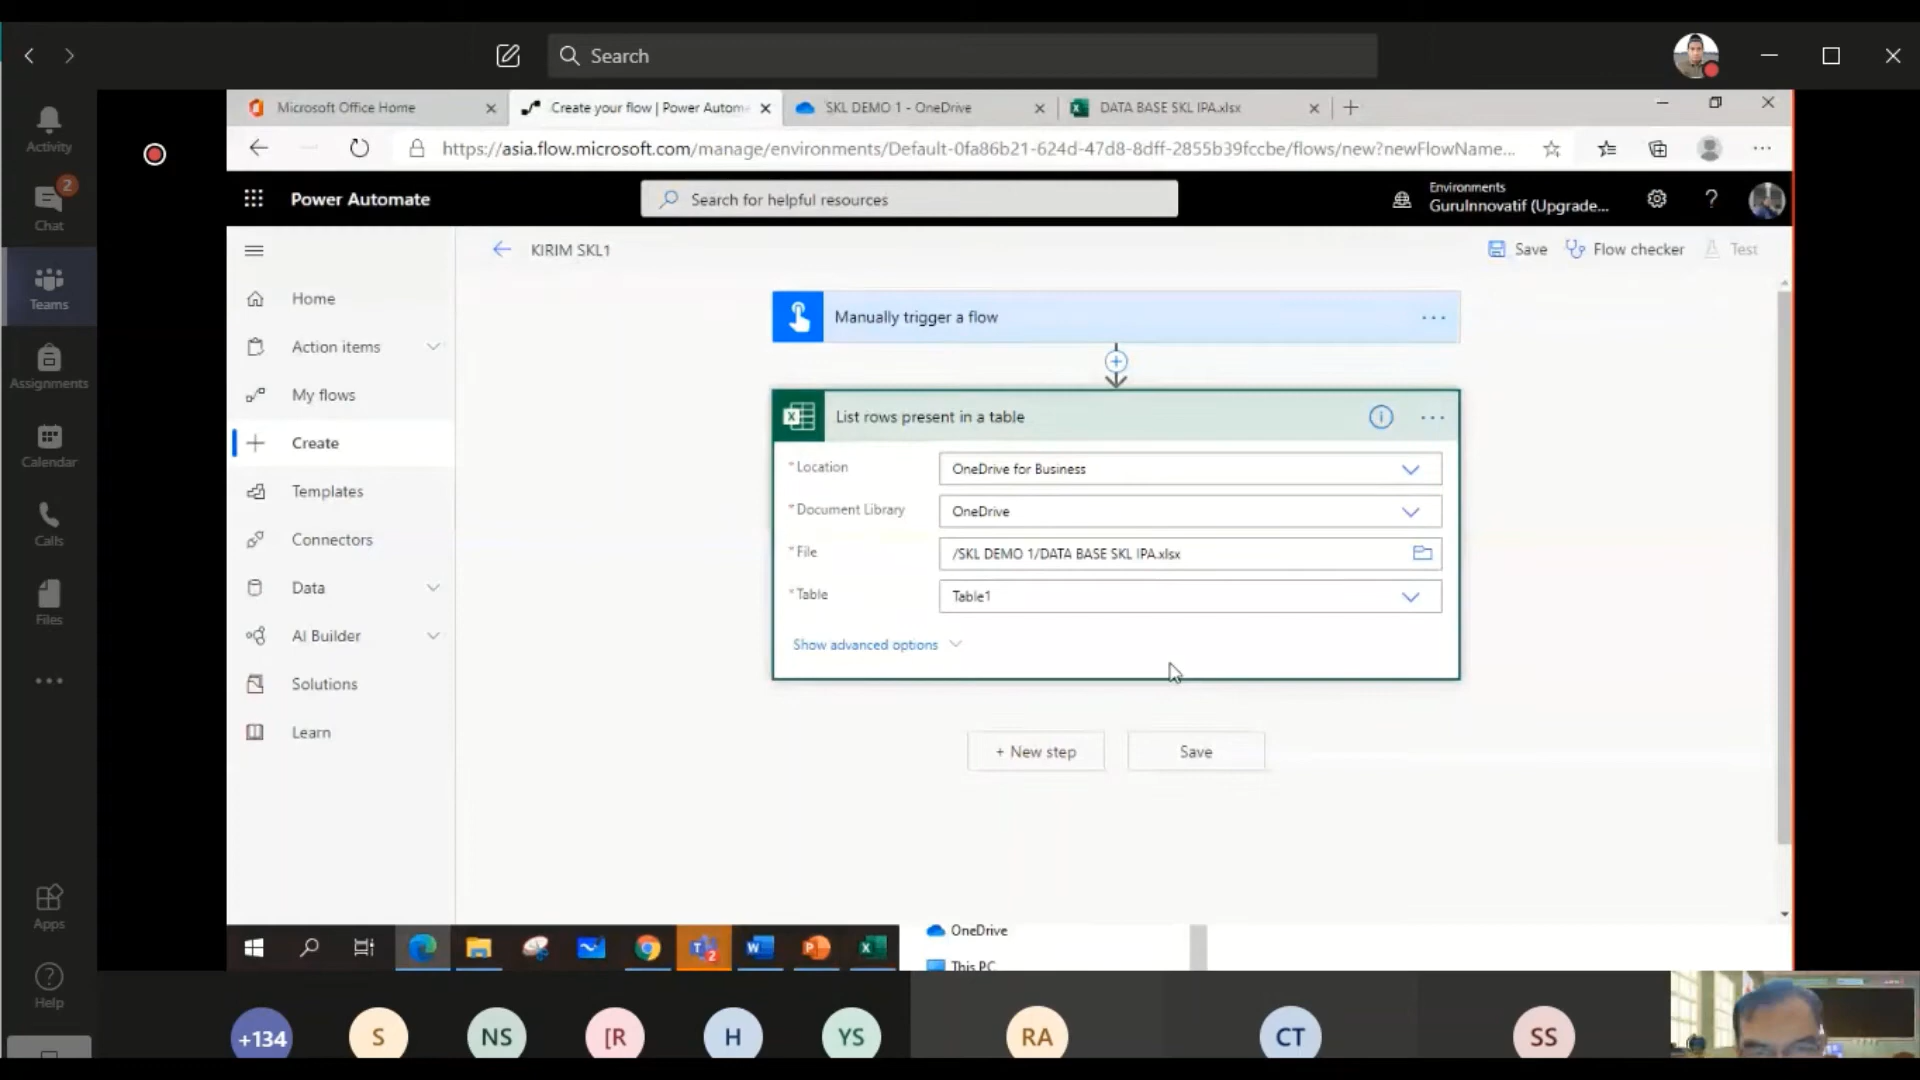 Search
Activity
2
Chat
Teams
Assignments
Calendar
Calls
Files
Apps
Help
Microsoft Office Home
Create your flow | Power Autom
SKL DEMO 1 - OneDrive
DATA BASE SKL IPA.xlsx
https://asia.flow.microsoft.com/manage/environments/Default-0fa86b21-624d-47d8-8dff-2855b39fccbe/flows/new?newFlowName...
Power Automate
Search for helpful resources
Environments
GuruInnovatif (Upgrade...
?
Home
Action items
My flows
Create
Templates
Connectors
Data
AI Builder
Solutions
Learn
KIRIM SKL1
Save
Flow checker
Test
Manually trigger a flow
List rows present in a table
* Location
OneDrive for Business
* Document Library
OneDrive
* File
/SKL DEMO 1/DATA BASE SKL IPA.xlsx
* Table
Table1
Show advanced options
+ New step
Save
OneDrive
This PC
+134
S
NS
[R
H
YS
RA
CT
SS